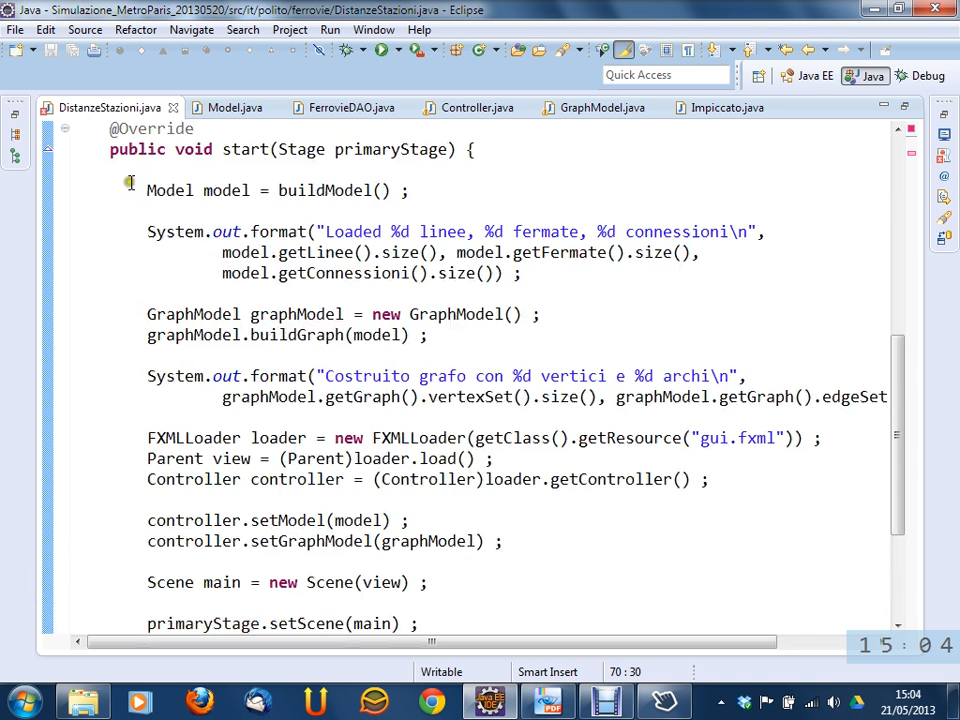 Java - Simulazione_MetroParis_20130520/src/it/polito/ferrovie/DistanzeStazioni.java - Eclipse
File Edit Source Refactor Navigate Search Project Run Window Help
Quick Access Java EE Java Debug
DistanzeStazioni.java Model.java FerrovieDAO.java Controller.java GraphModel.java Impiccato.java
@Override
public void start(Stage primaryStage) {
Model model = buildModel() ;
System.out.format("Loaded %d linee, %d fermate, %d connessioni\n",
model.getLinee().size(), model.getFermate().size(),
model.getConnessioni().size()) ;
GraphModel graphModel = new GraphModel() ;
graphModel.buildGraph(model) ;
System.out.format("Costruito grafo con %d vertici e %d archi\n",
graphModel.getGraph().vertexSet().size(), graphModel.getGraph().edgeSet
FXMLLoader loader = new FXMLLoader(getClass().getResource("gui.fxml")) ;
Parent view = (Parent)loader.load() ;
Controller controller = (Controller)loader.getController() ;
controller.setModel(model) ;
controller.setGraphModel(graphModel) ;
Scene main = new Scene(view) ;
primaryStage.setScene(main) ;
15:04
Writable Smart Insert 70 : 30
15:04
21/05/2013